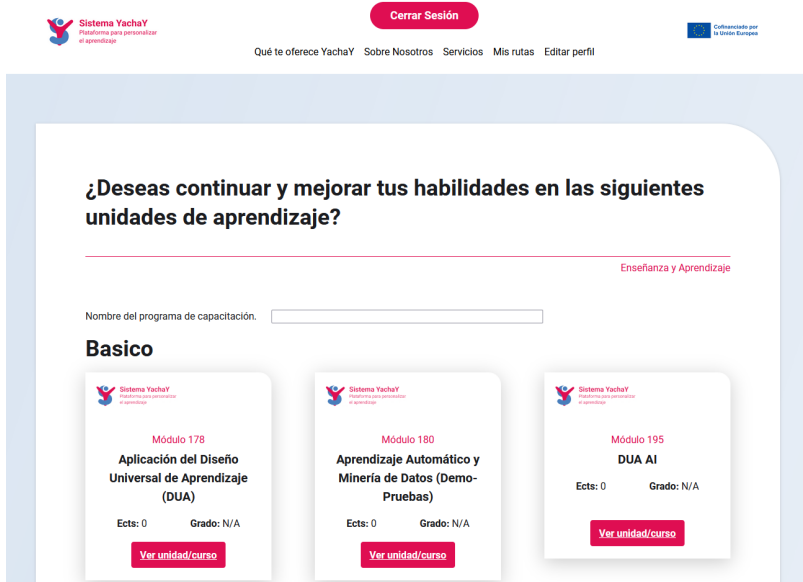 Sistema YachaY
Plataforma para personalizar
el aprendizaje
Cerrar Sesión
Cofinanciado por
la Unión Europea
Qué te oferece YachaY Sobre Nosotros Servicios Mis rutas Editar perfil
¿Deseas continuar y mejorar tus habilidades en las siguientes
unidades de aprendizaje?
Enseñanza y Aprendizaje
Nombre del programa de capacitación.
Basico
Sistema YachaY
Plataforma para personalizar
el aprendizaje
Módulo 178
Aplicación del Diseño
Universal de Aprendizaje
(DUA)
Ects: 0 Grado: N/A
Ver unidad/curso
Sistema YachaY
Plataforma para personalizar
el aprendizaje
Módulo 180
Aprendizaje Automático y
Minería de Datos (Demo-
Pruebas)
Ects: 0 Grado: N/A
Ver unidad/curso
Sistema YachaY
Plataforma para personalizar
el aprendizaje
Módulo 195
DUA AI
Ects: 0 Grado: N/A
Ver unidad/curso